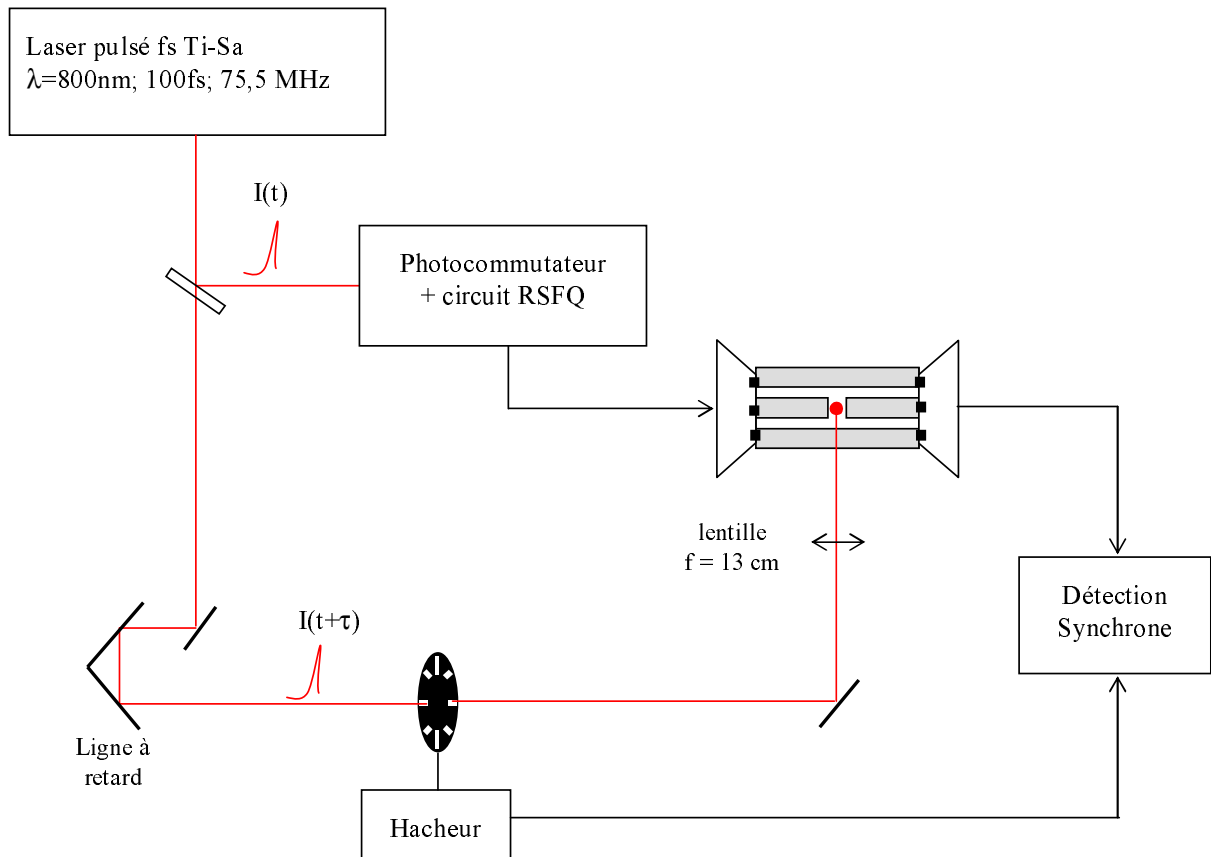 Laser pulsé fs Ti-Sa
λ=800nm; 100fs; 75,5 MHz
I(t)
Photocommutateur
+ circuit RSFQ
lentille
f = 13 cm
Détection
Synchrone
I(t+τ)
Ligne à
retard
Hacheur